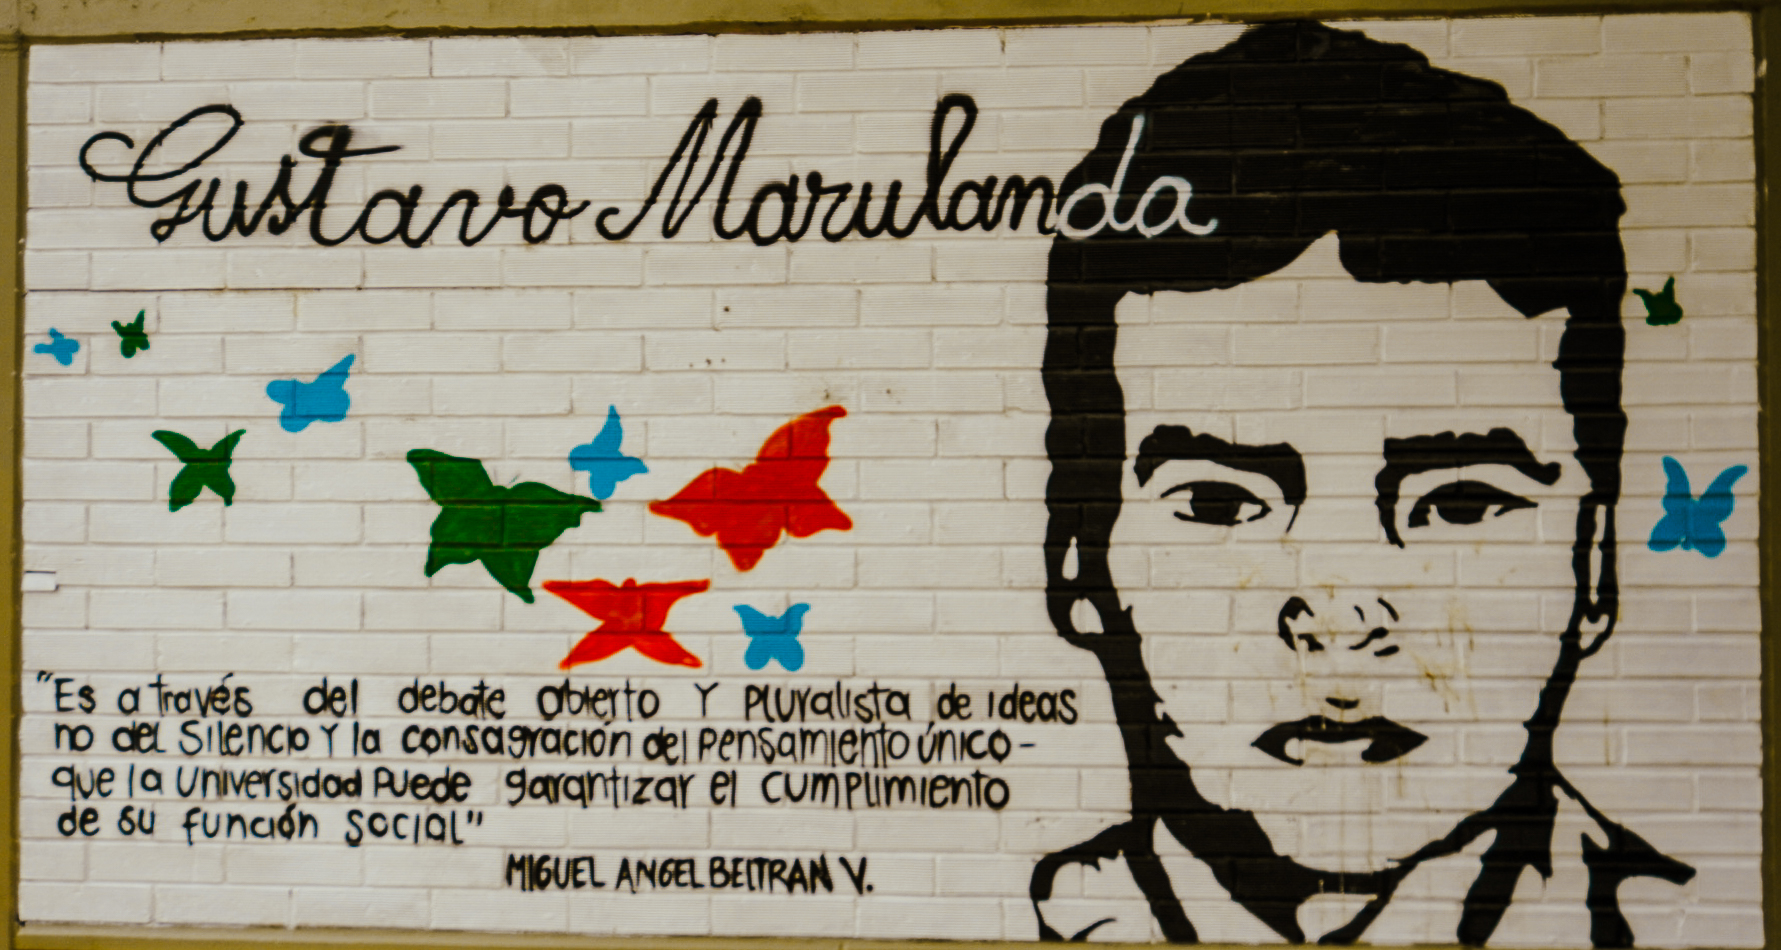 Gustavo Marulanda
"Es a través del debate abierto Y Pluralista de ideas
no del Silencio Y la consagración del Pensamiento único-
que la Universidad Puede garantizar el cumplimiento
de su función social"
MIGUEL ANGEL BELTRAN V.